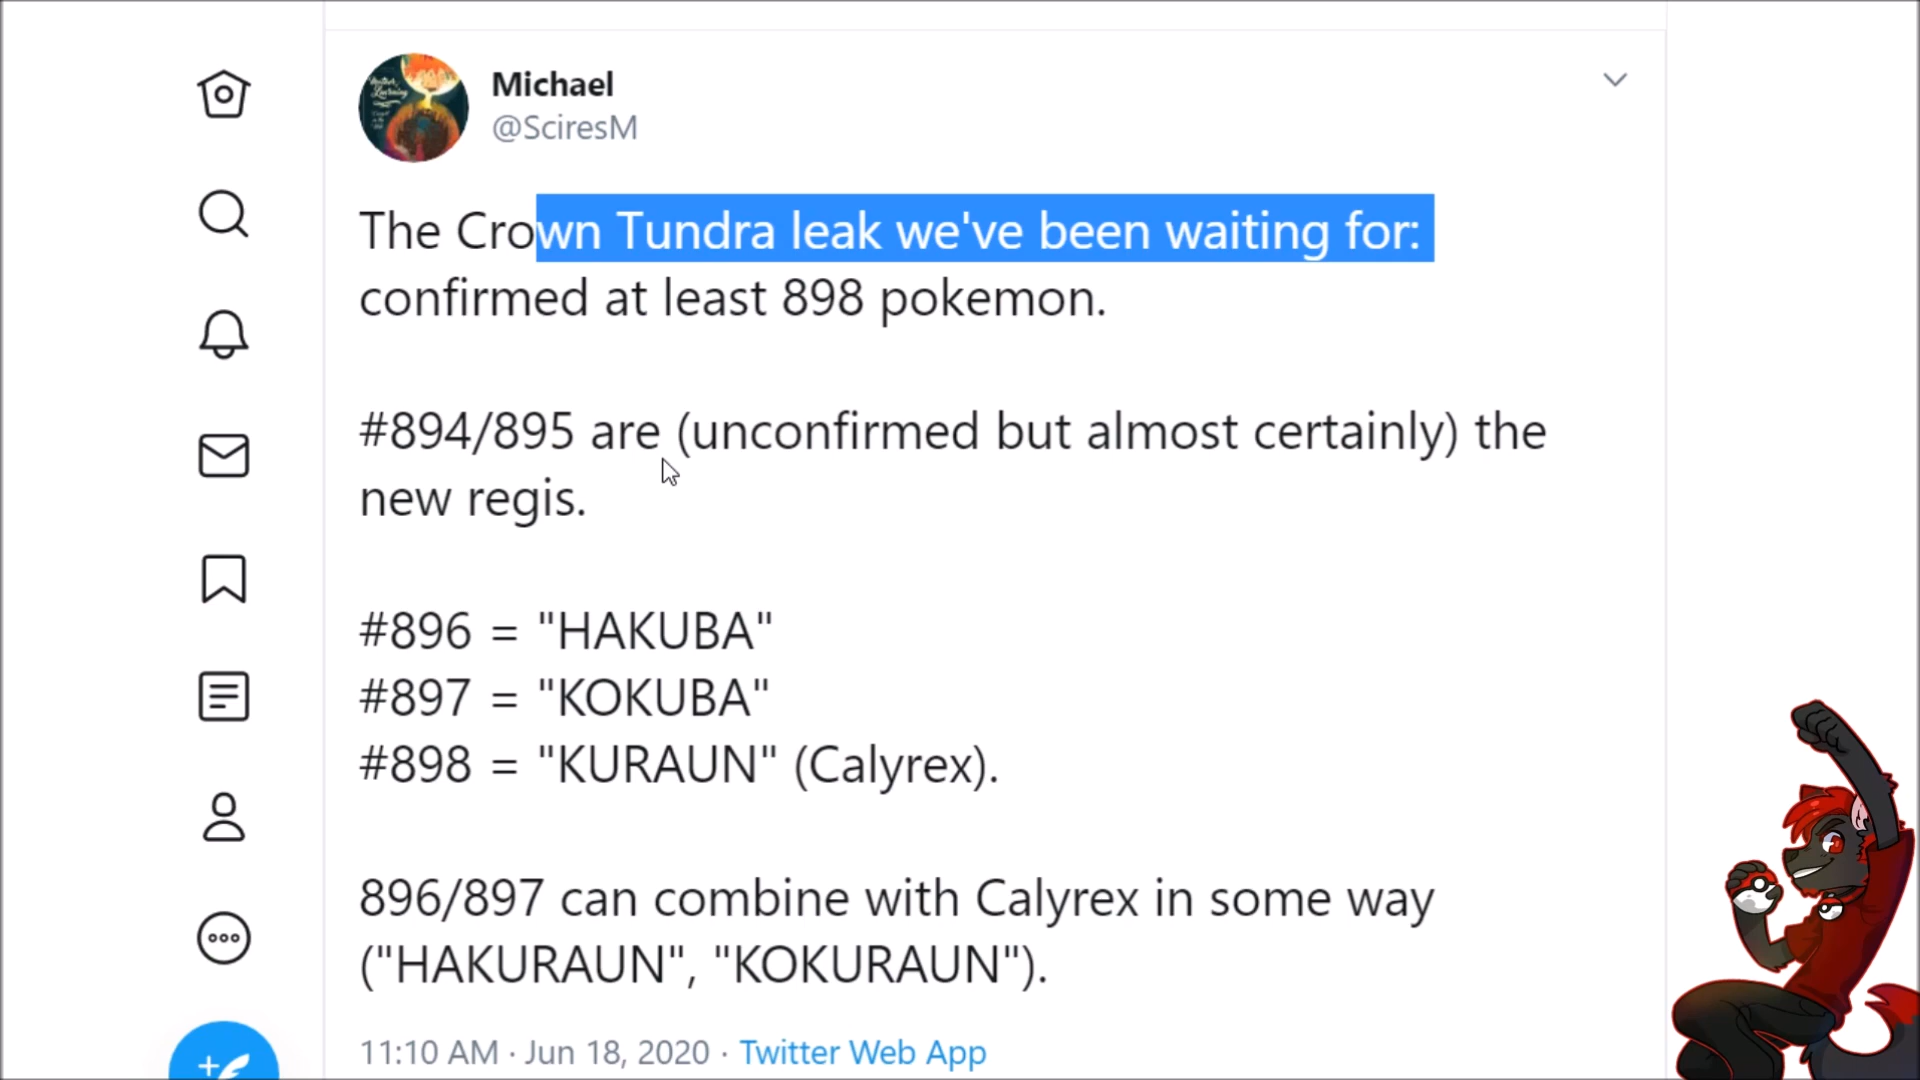 Michael
@SciresM
The Crown Tundra leak we've been waiting for:
confirmed at least 898 pokemon.
#894/895 are (unconfirmed but almost certainly) the
new regis.
#896 = "HAKUBA"
#897 = "KOKUBA"
#898 = "KURAUN" (Calyrex).
896/897 can combine with Calyrex in some way
("HAKURAUN", "KOKURAUN").
11:10 AM · Jun 18, 2020 · Twitter Web App